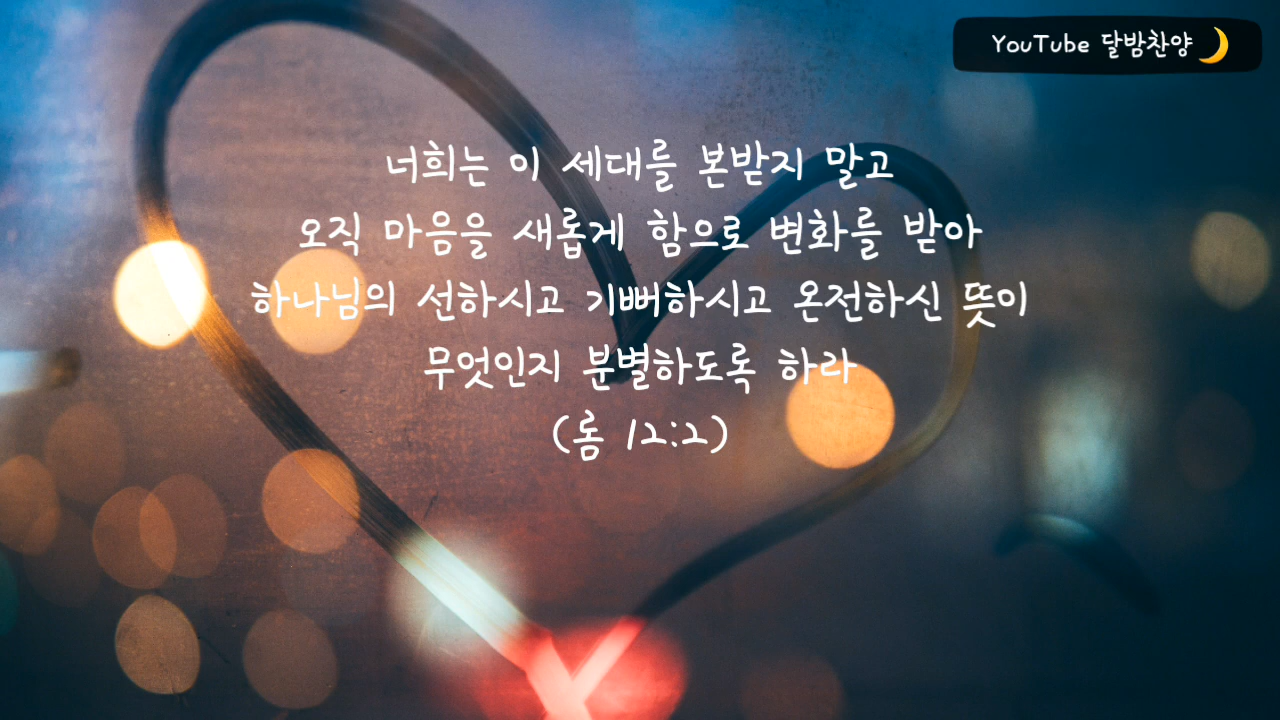 YouTube 달밤찬양
너희는 이 세대를 본받지 말고
오직 마음을 새롭게 함으로 변화를 받아
하나님의 선하시고 기뻐하시고 온전하신 뜻이
무엇인지 분별하도록 하라
(롬 12:2)